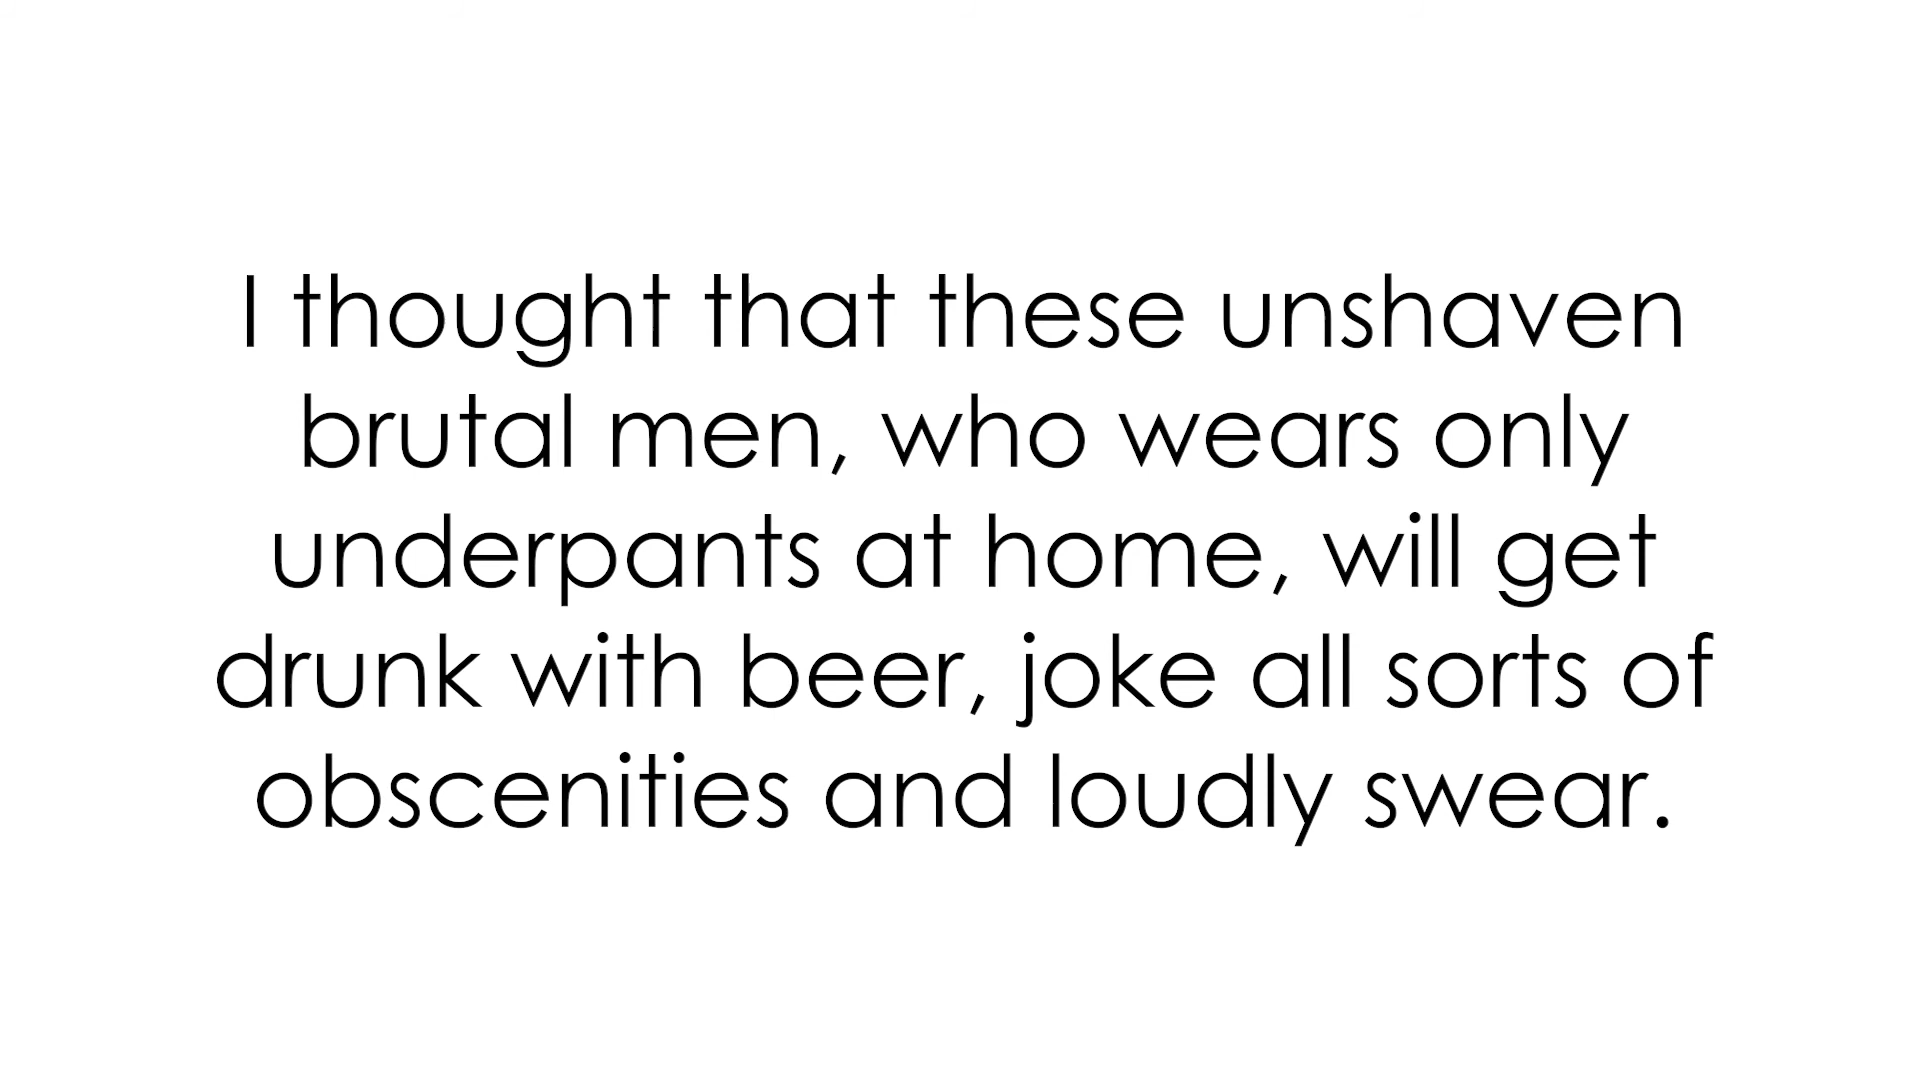 I thought that these unshaven
brutal men, who wears only
underpants at home, will get
drunk with beer, joke all sorts of
obscenities and loudly swear.